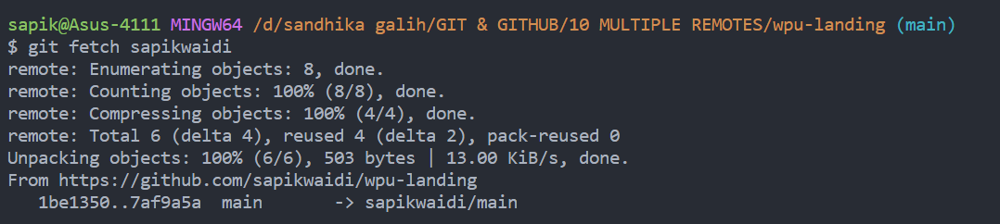 sapik@Asus-4111 MINGW64 /d/sandhika galih/GIT & GITHUB/10 MULTIPLE REMOTES/wpu-landing (main)
$ git fetch sapikwaidi
remote: Enumerating objects: 8, done.
remote: Counting objects: 100% (8/8), done.
remote: Compressing objects: 100% (4/4), done.
remote: Total 6 (delta 4), reused 4 (delta 2), pack-reused 0
Unpacking objects: 100% (6/6), 503 bytes | 13.00 KiB/s, done.
From https://github.com/sapikwaidi/wpu-landing
   1be1350..7af9a5a  main       -> sapikwaidi/main